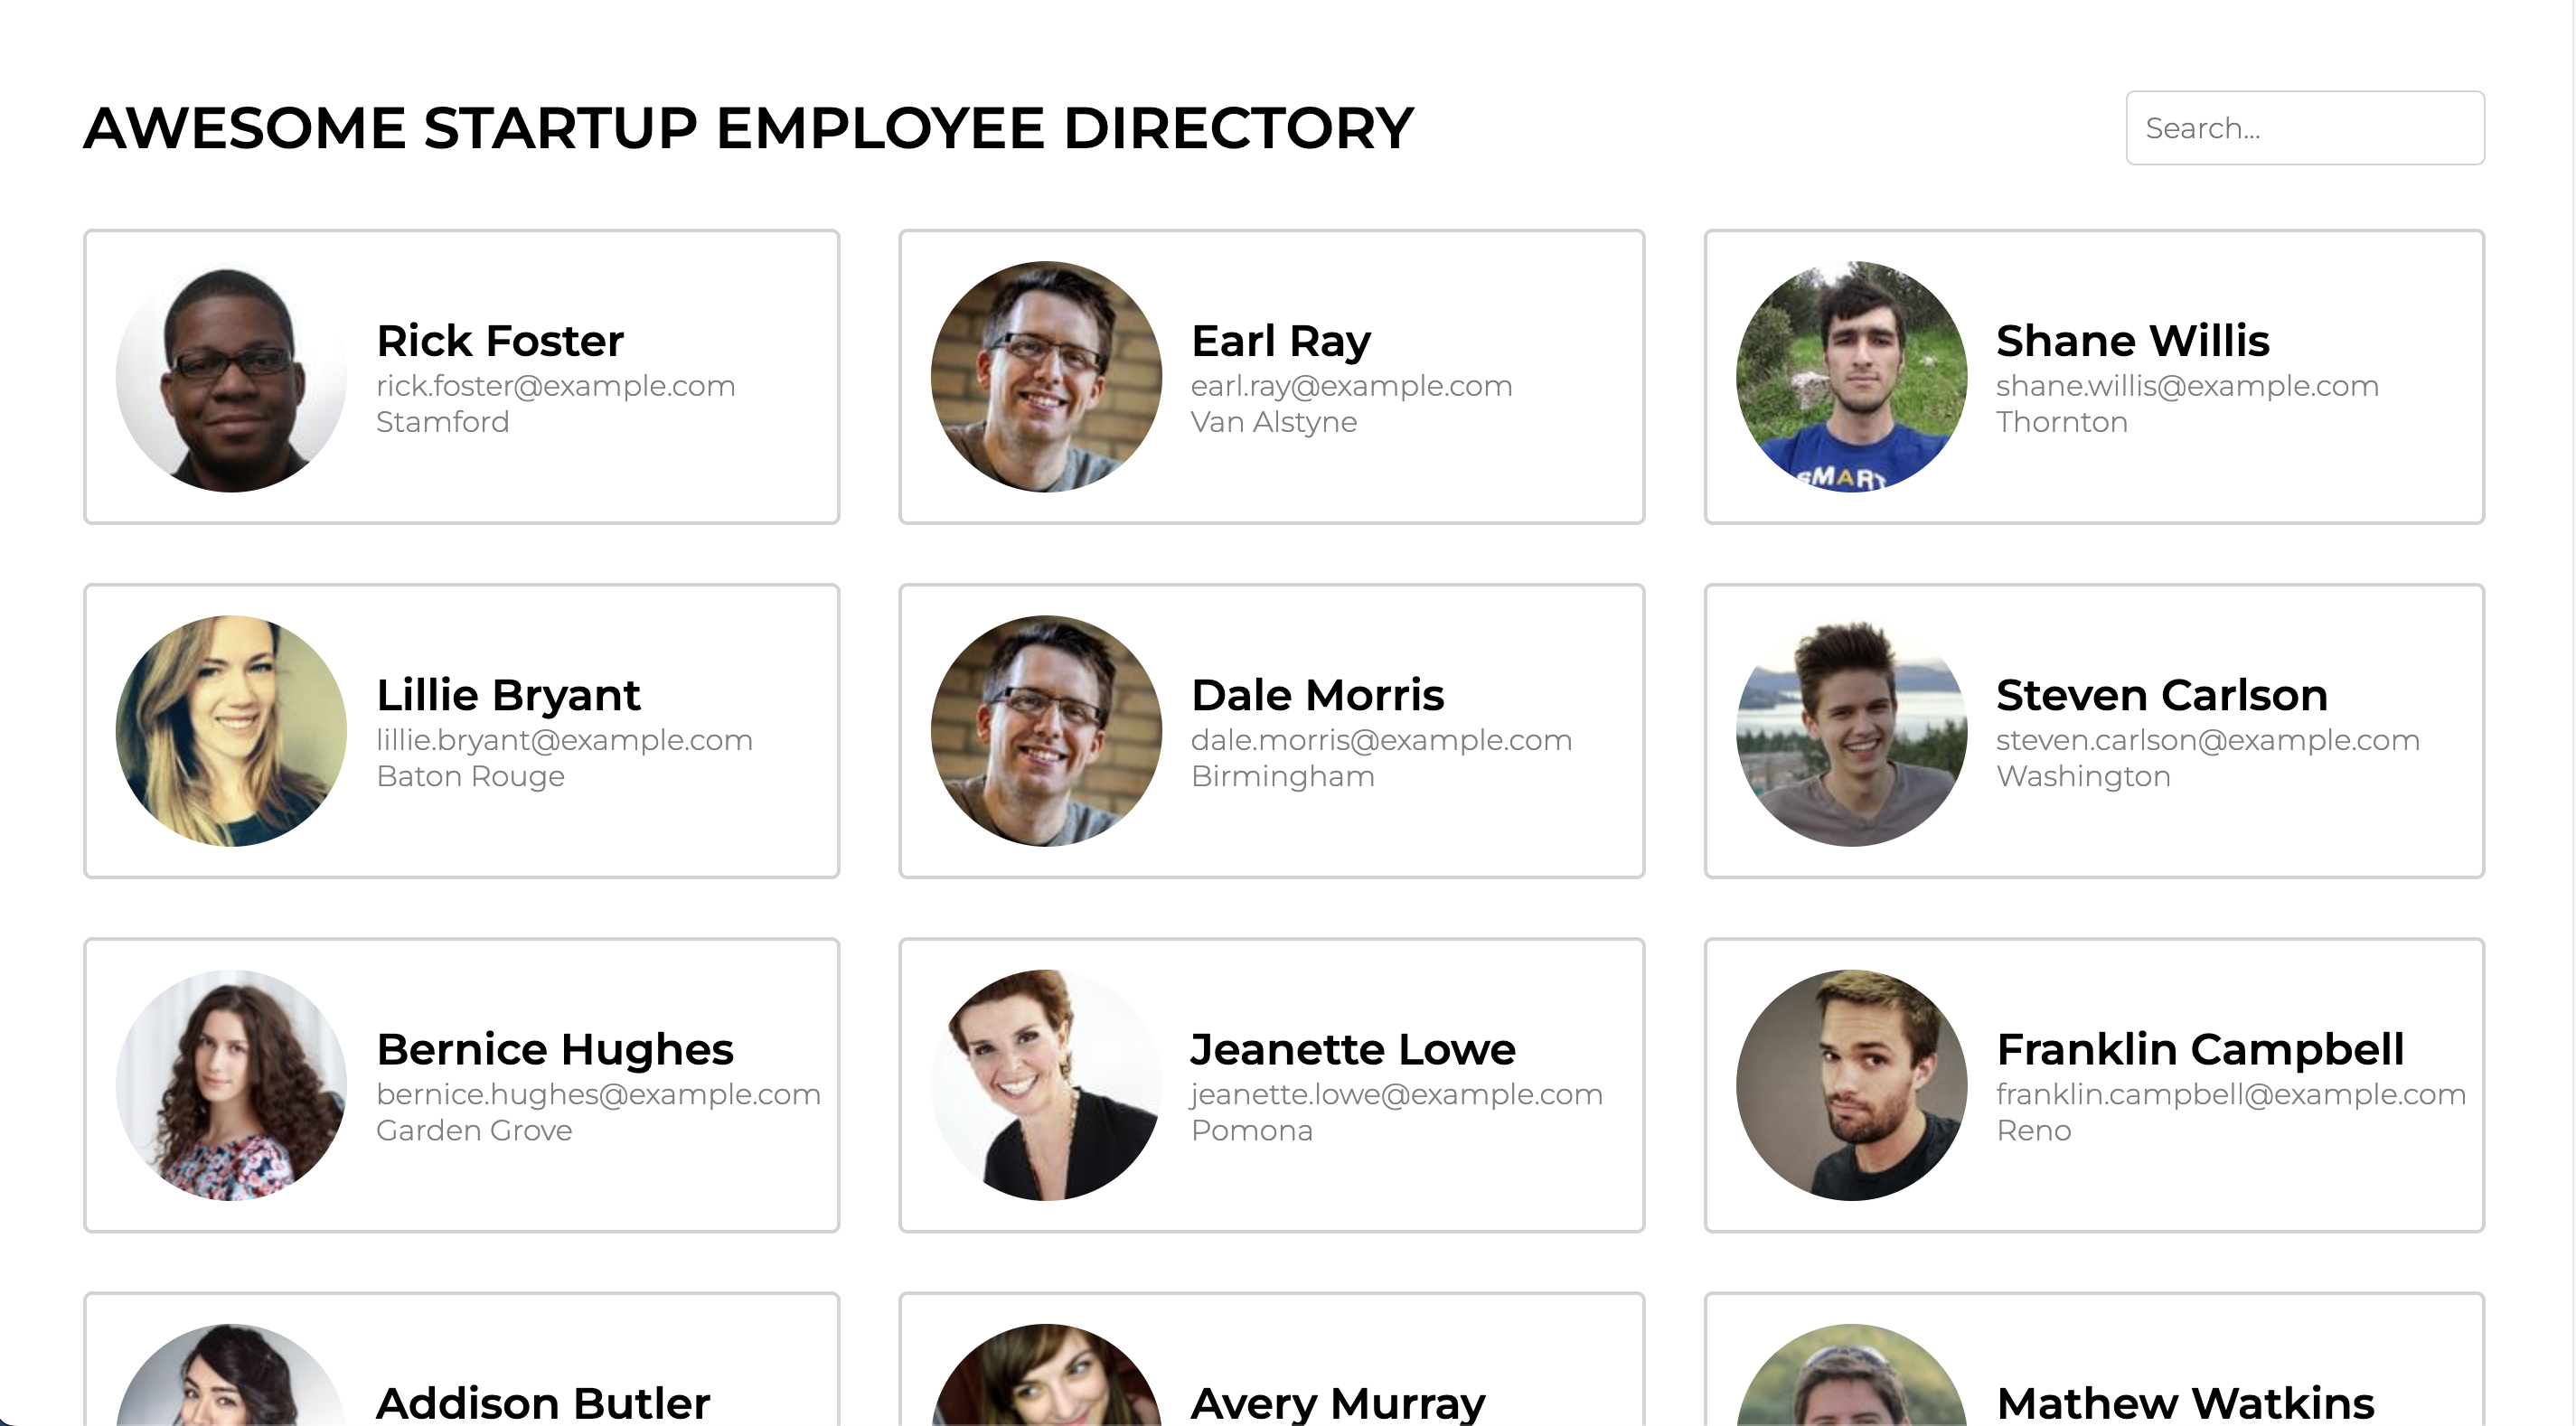 AWESOME STARTUP EMPLOYEE DIRECTORY
Search...
Rick Foster
rick.foster@example.com
Stamford
Earl Ray
earl.ray@example.com
Van Alstyne
Shane Willis
shane.willis@example.com
Thornton
SMART
Lillie Bryant
lillie.bryant@example.com
Baton Rouge
Dale Morris
dale.morris@example.com
Birmingham
Steven Carlson
steven.carlson@example.com
Washington
Bernice Hughes
bernice.hughes@example.com
Garden Grove
Jeanette Lowe
jeanette.lowe@example.com
Pomona
Franklin Campbell
franklin.campbell@example.com
Reno
Addison Butler
Avery Murray
Mathew Watkins